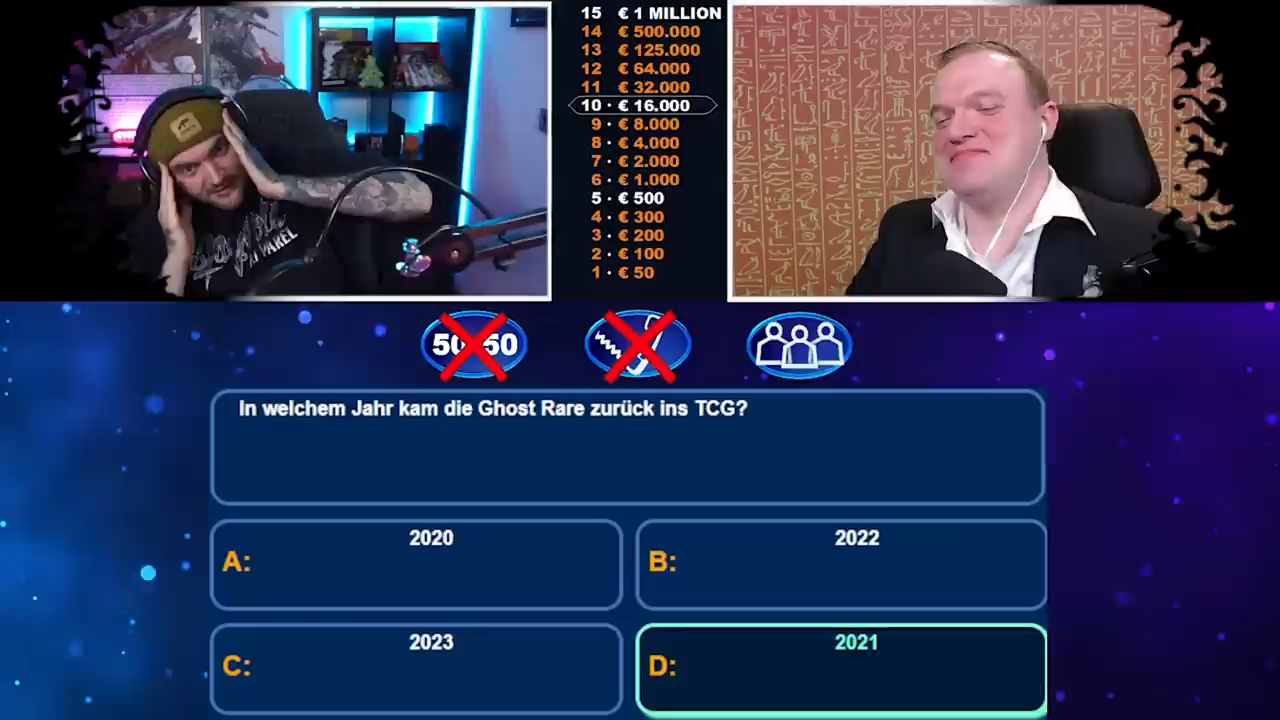 15 € 1 MILLION
14 € 500.000
13 € 125.000
12 € 64.000
11 € 32.000
10 · € 16.000
9 · € 8.000
8 · € 4.000
7 · € 2.000
6 · € 1.000
5 · € 500
4 · € 300
3 · € 200
2 · € 100
1 · € 50
50 50
In welchem Jahr kam die Ghost Rare zurück ins TCG?
A: 2020
B: 2022
C: 2023
D: 2021